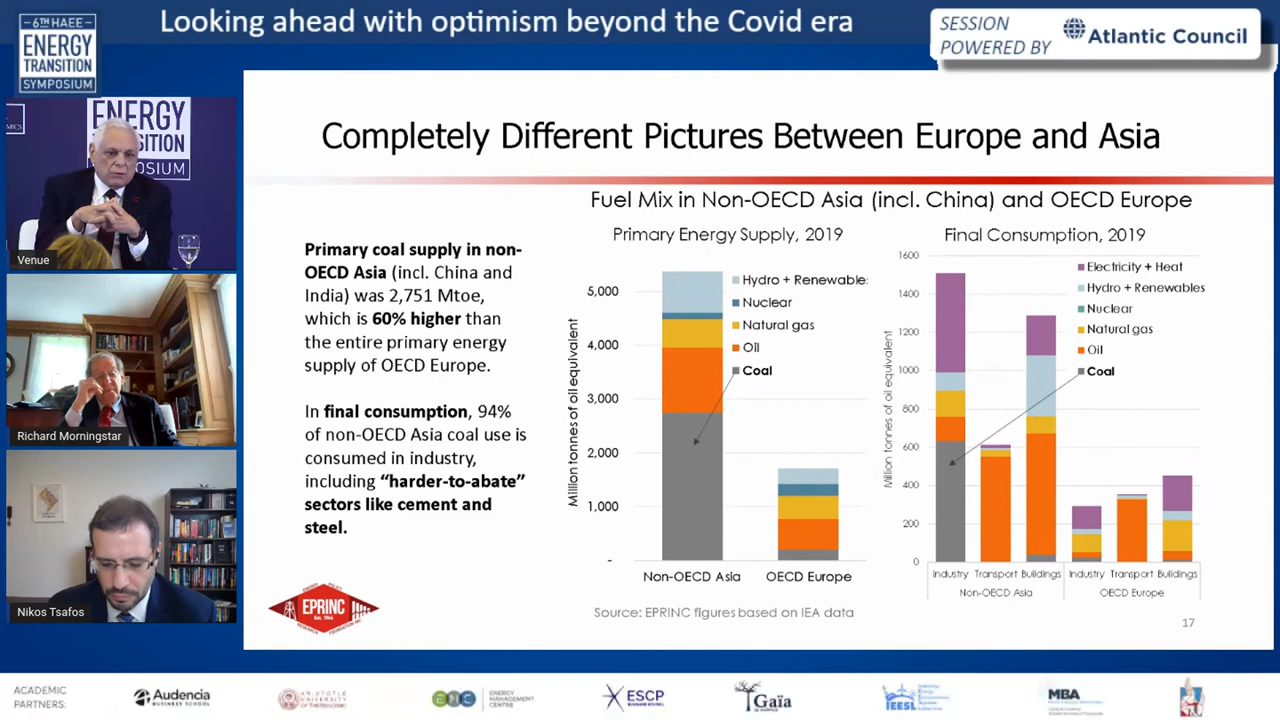 6TH HAEE
ENERGY
TRANSITION
SYMPOSIUM
Looking ahead with optimism beyond the Covid era
SESSION
POWERED BY
Atlantic Council
ENERGY
TRANSITION
SYMPOSIUM
Venue
Richard Morningstar
Nikos Tsafos
Completely Different Pictures Between Europe and Asia
Primary coal supply in non-
OECD Asia (incl. China and
India) was 2,751 Mtoe,
which is 60% higher than
the entire primary energy
supply of OECD Europe.
In final consumption, 94%
of non-OECD Asia coal use is
consumed in industry,
including “harder-to-abate”
sectors like cement and
steel.
EPRINC
Est. 1944
Fuel Mix in Non-OECD Asia (incl. China) and OECD Europe
Primary Energy Supply, 2019
Million tonnes of oil equivalent
5,000
4,000
3,000
2,000
1,000
-
Hydro + Renewable
Nuclear
Natural gas
Oil
Coal
Non-OECD Asia
OECD Europe
Final Consumption, 2019
Million tonnes of oil equivalent
1600
1400
1200
1000
800
600
400
200
0
Electricity + Heat
Hydro + Renewables
Nuclear
Natural gas
Oil
Coal
Industry
Transport
Buildings
Industry
Transport
Buildings
Non-OECD Asia
OECD Europe
Source: EPRINC figures based on IEA data
17
ACADEMIC
PARTNERS:
Audencia
BUSINESS SCHOOL
ENERGY
MANAGEMENT
CENTRE
ESCP
BUSINESS SCHOOL
Gaïa
IEESL
MBA